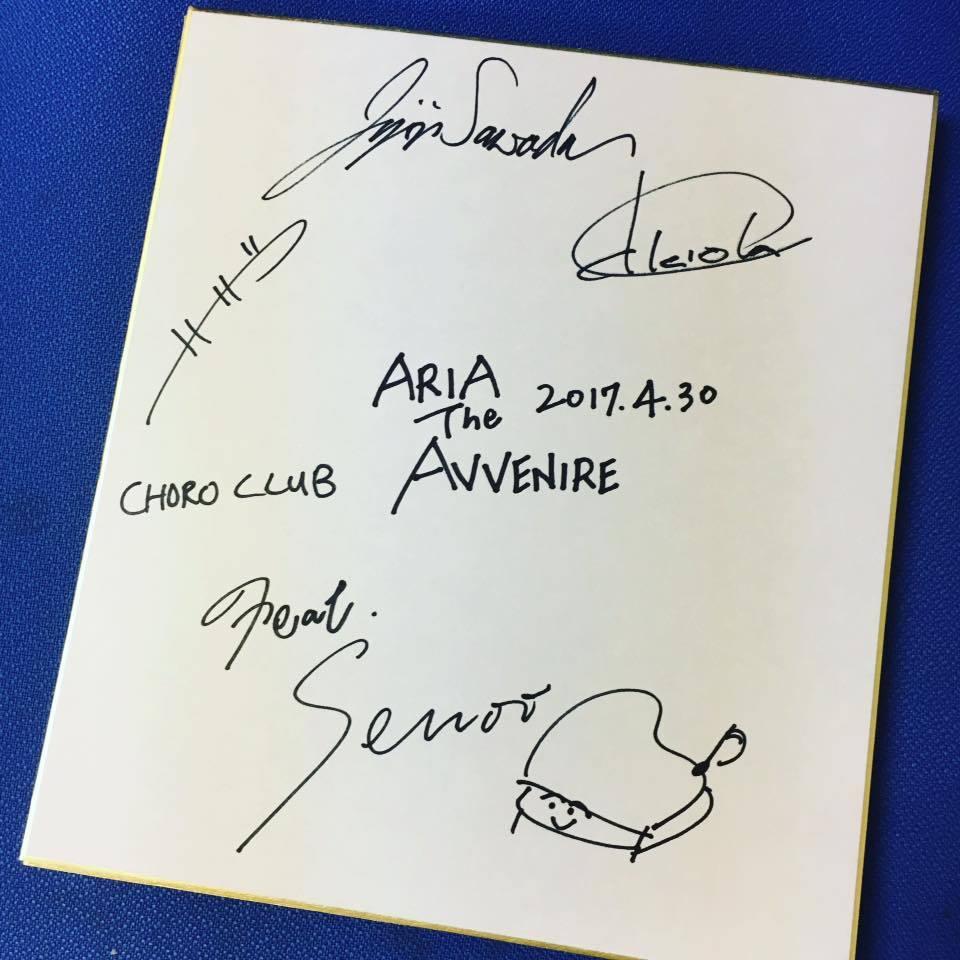 Jyoji Sawada
ARIA
The
AVVENIRE
2017.4.30
CHORO CLUB
feat.
Senoo